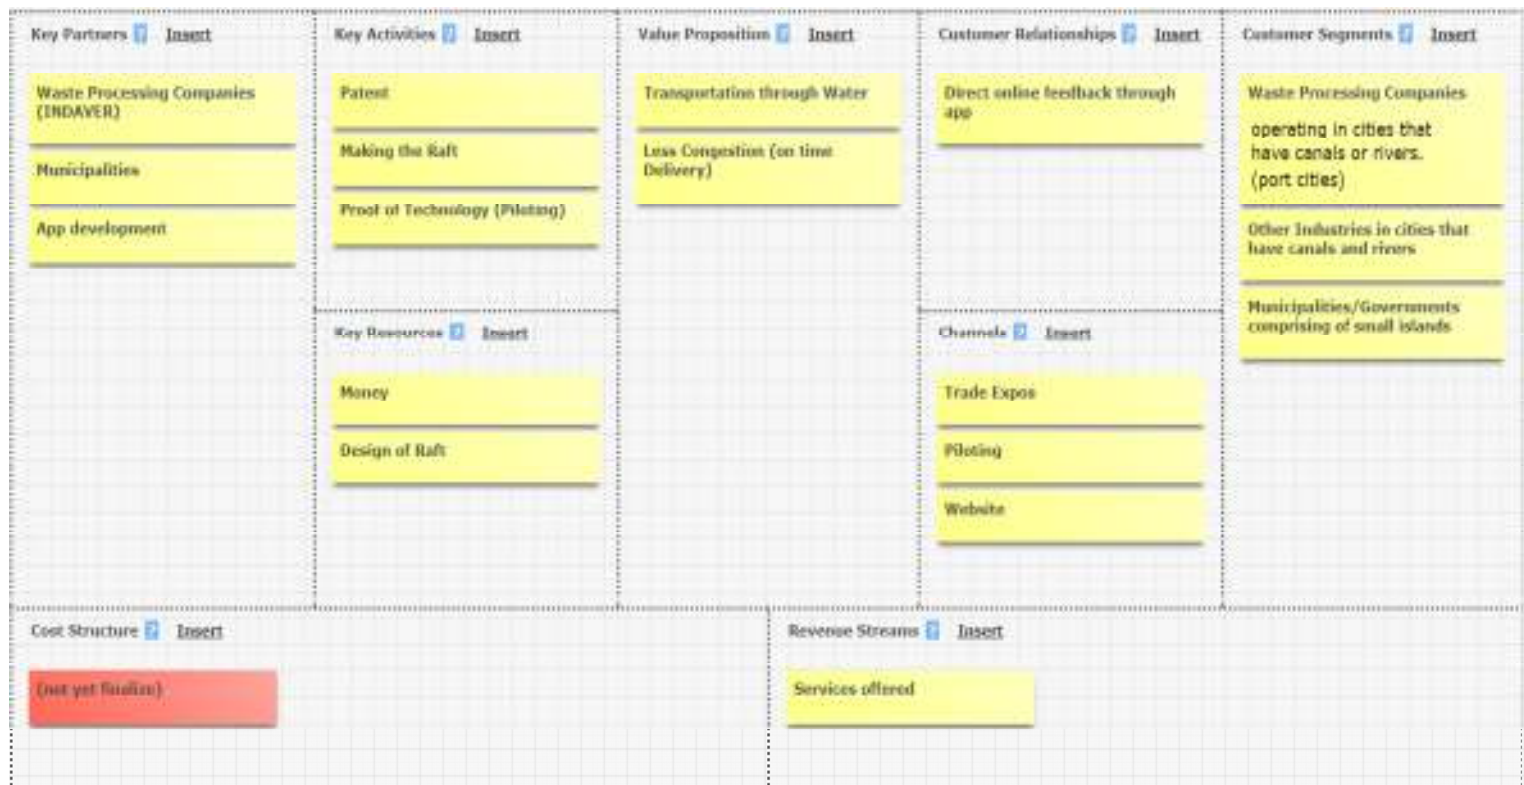 Key Partners ? Insert
Waste Processing Companies
(INDAVER)
Municipalities
App development
Key Activities ? Insert
Patent
Making the Raft
Proof of Technology (Piloting)
Key Resources ? Insert
Money
Design of Raft
Value Proposition ? Insert
Transportation through Water
Less Congestion (on time
Delivery)
Customer Relationships ? Insert
Direct online feedback through
app
Channels ? Insert
Trade Expos
Piloting
Website
Customer Segments ? Insert
Waste Processing Companies
operating in cities that
have canals or rivers.
(port cities)
Other Industries in cities that
have canals and rivers
Municipalities/Governments
comprising of small islands
Cost Structure ? Insert
(not yet finalize)
Revenue Streams ? Insert
Services offered